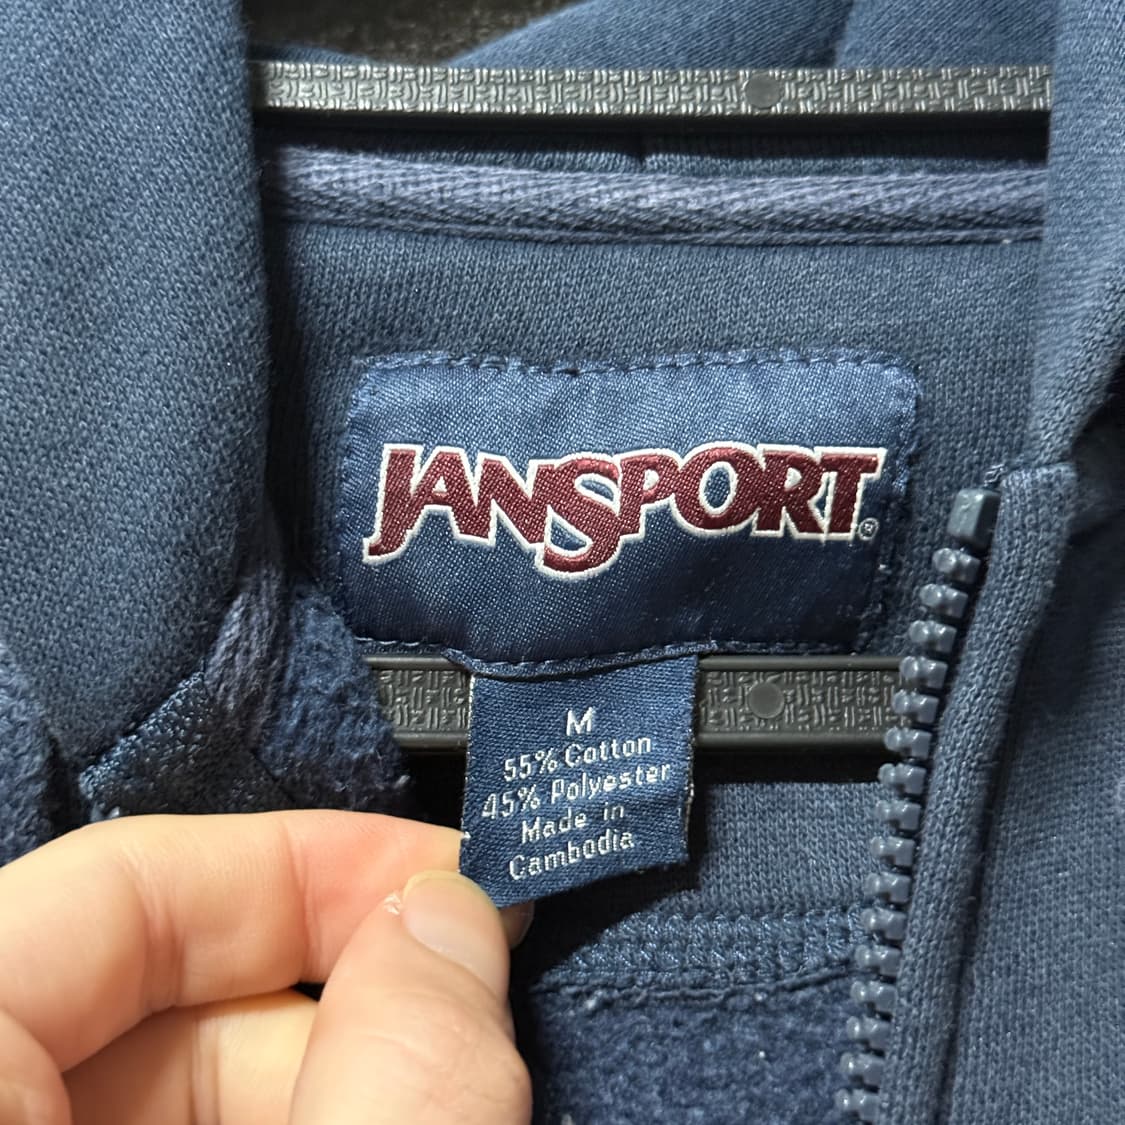 JANSPORT®
M
55% Cotton
45% Polyester
Made in
Cambodia